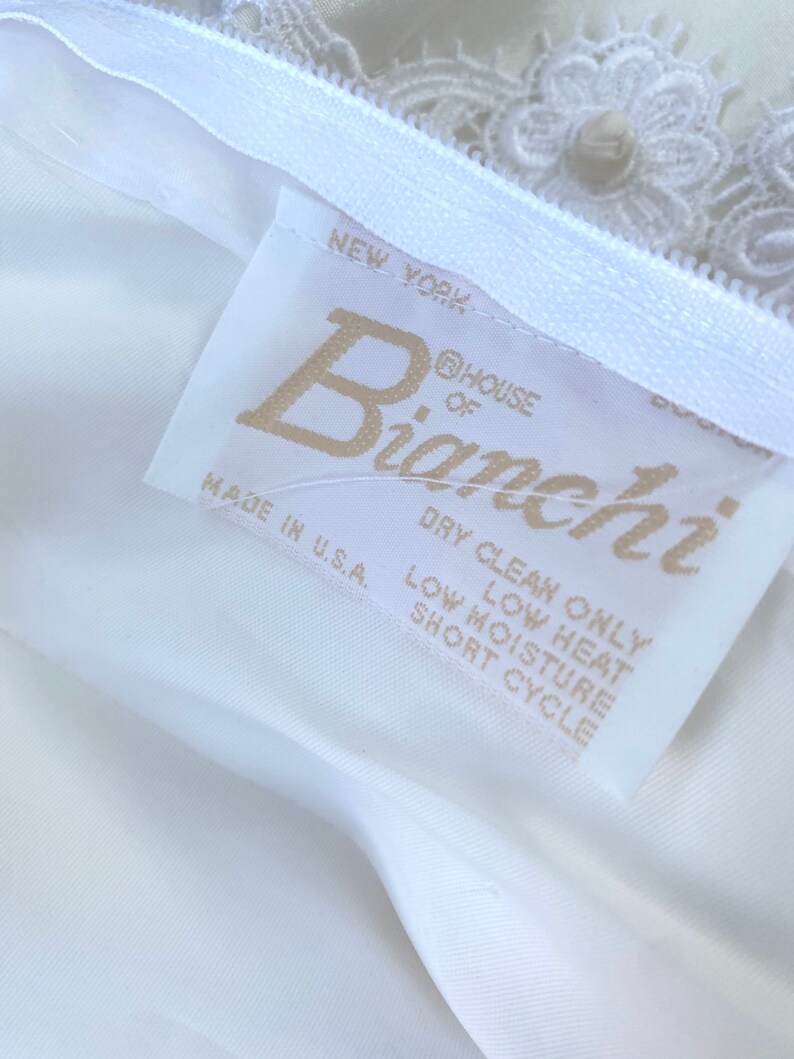 NEW YORK
® HOUSE
OF
Bianchi
MADE IN U.S.A.
DRY CLEAN ONLY
LOW HEAT
LOW MOISTURE
SHORT CYCLE